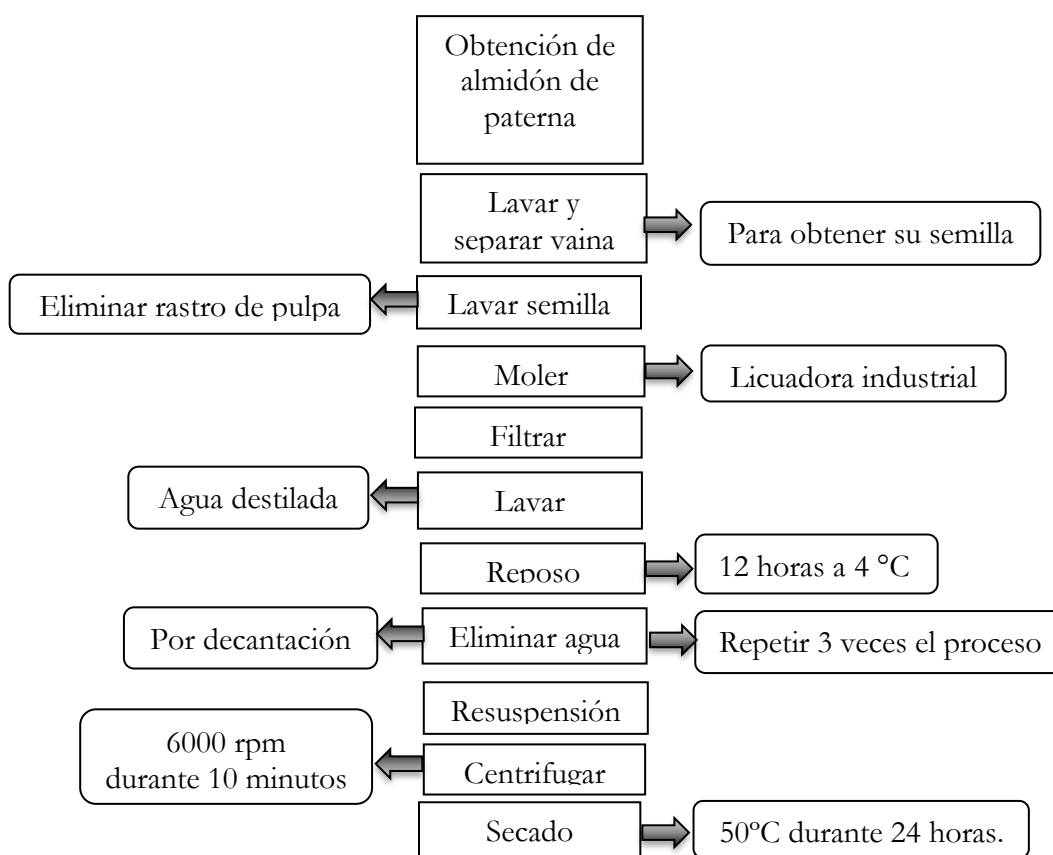 Obtención de
almidón de
paterna
Lavar y
separar vaina
Para obtener su semilla
Eliminar rastro de pulpa
Lavar semilla
Moler
Licuadora industrial
Filtrar
Agua destilada
Lavar
Reposo
12 horas a 4 °C
Por decantación
Eliminar agua
Repetir 3 veces el proceso
Resuspensión
6000 rpm
durante 10 minutos
Centrifugar
Secado
50ºC durante 24 horas.